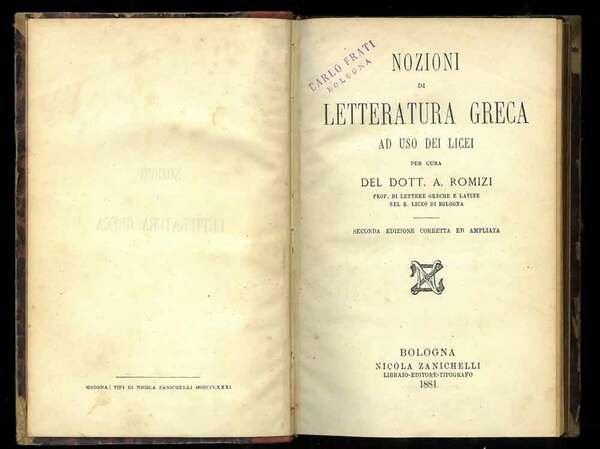 MODENA: TIPI DI NICOLA ZANICHELLI MDCCCLXXXI
CARLO FRATI
BOLOGNA
NOZIONI
DI
LETTERATURA GRECA
AD USO DEI LICEI
PER CURA
DEL DOTT. A. ROMIZI
PROF. DI LETTERE GRECHE E LATINE
NEL R. LICEO DI BOLOGNA
SECONDA EDIZIONE CORRETTA ED AMPLIATA
BOLOGNA
NICOLA ZANICHELLI
LIBRAIO-EDITORE-TIPOGRAFO
1881